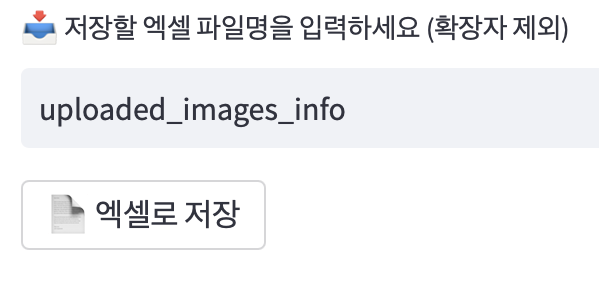 📥 저장할 엑셀 파일명을 입력하세요 (확장자 제외)
uploaded_images_info
📄 엑셀로 저장